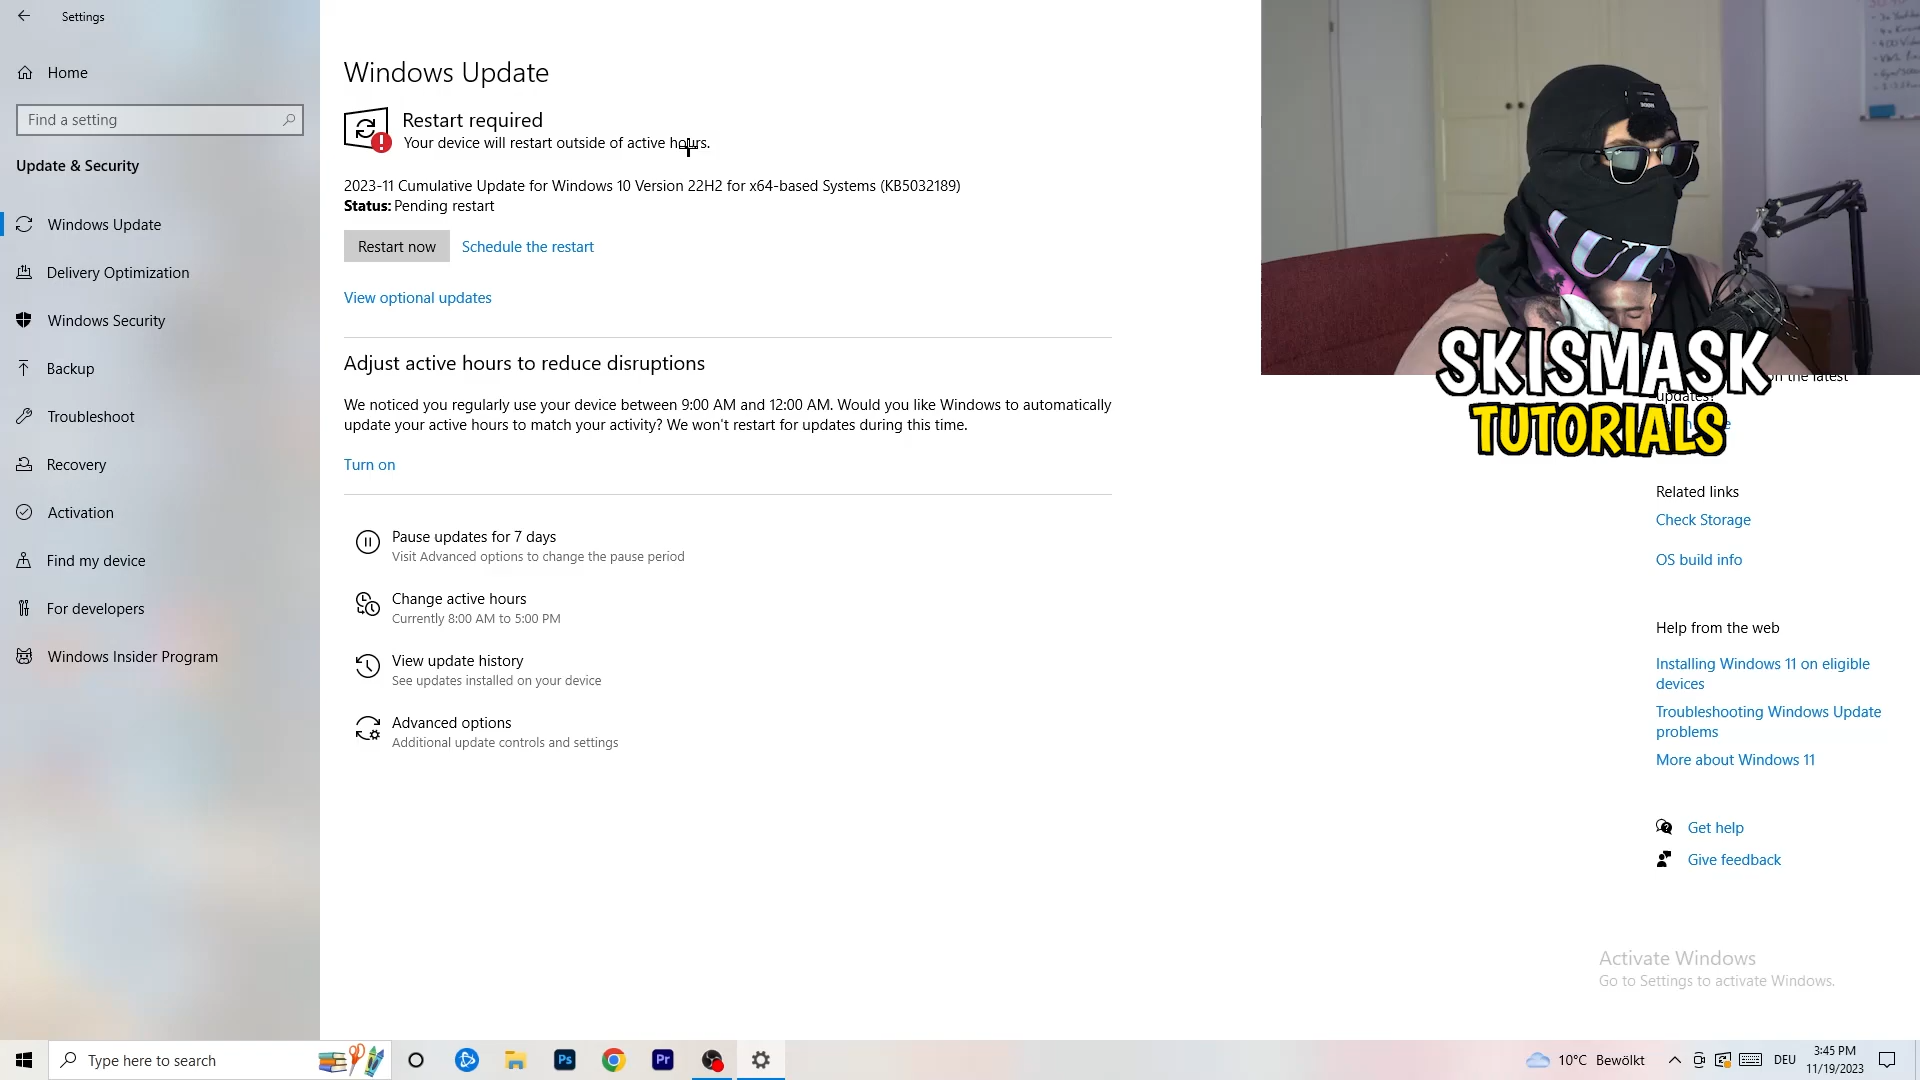 Settings
Home
Find a setting
Update & Security
Windows Update
Delivery Optimization
Windows Security
Backup
Troubleshoot
Recovery
Activation
Find my device
For developers
Windows Insider Program
Windows Update
Restart required
Your device will restart outside of active hours.
2023-11 Cumulative Update for Windows 10 Version 22H2 for x64-based Systems (KB5032189)
Status: Pending restart
Restart now Schedule the restart
View optional updates
Adjust active hours to reduce disruptions
We noticed you regularly use your device between 9:00 AM and 12:00 AM. Would you like Windows to automatically
update your active hours to match your activity? We won't restart for updates during this time.
Turn on
Pause updates for 7 days
Visit Advanced options to change the pause period
Change active hours
Currently 8:00 AM to 5:00 PM
View update history
See updates installed on your device
Advanced options
Additional update controls and settings
SKISMASK
TUTORIALS
on the latest
updates?
Related links
Check Storage
OS build info
Help from the web
Installing Windows 11 on eligible
devices
Troubleshooting Windows Update
problems
More about Windows 11
Get help
Give feedback
Activate Windows
Go to Settings to activate Windows.
Type here to search
Ps
Pr
10°C Bewölkt
DEU
3:45 PM
11/19/2023